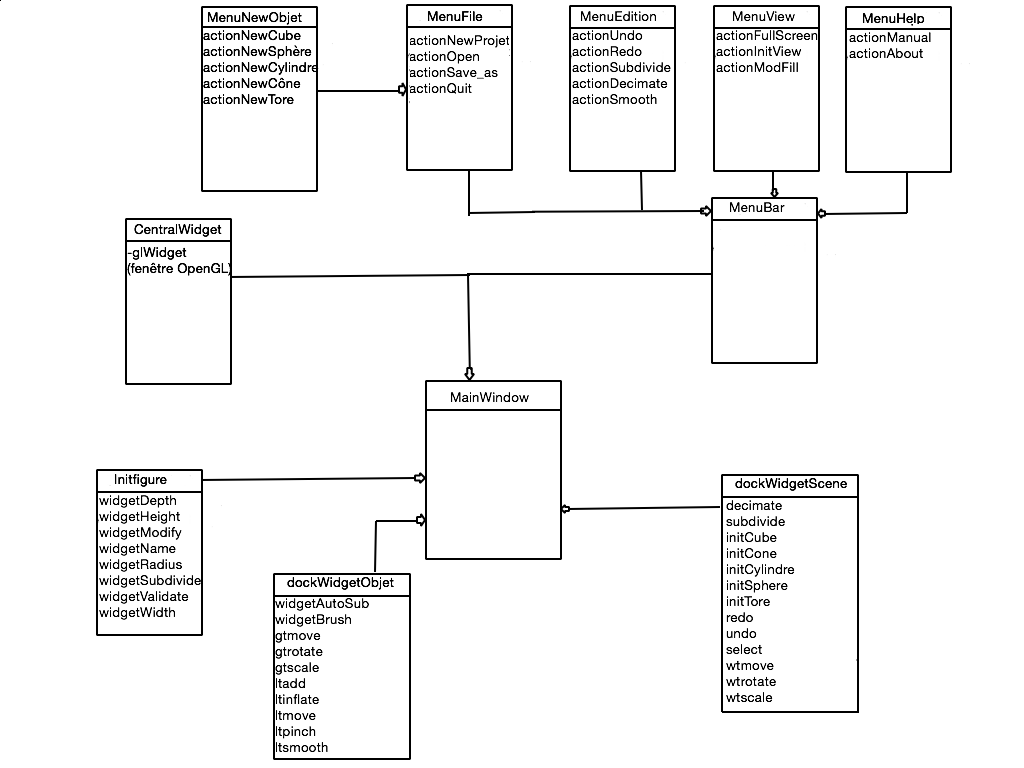 MenuNewObjet
actionNewCube
actionNewSphère
actionNewCylindre
actionNewCône
actionNewTore
MenuFile
actionNewProjet
actionOpen
actionSave_as
actionQuit
MenuEdition
actionUndo
actionRedo
actionSubdivide
actionDecimate
actionSmooth
MenuView
actionFullScreen
actionInitView
actionModFill
MenuHelp
actionManual
actionAbout
MenuBar
CentralWidget
-glWidget
(fenêtre OpenGL)
MainWindow
Initfigure
widgetDepth
widgetHeight
widgetModify
widgetName
widgetRadius
widgetSubdivide
widgetValidate
widgetWidth
dockWidgetObjet
widgetAutoSub
widgetBrush
gtmove
gtrotate
gtscale
ltadd
ltinflate
ltmove
ltpinch
ltsmooth
dockWidgetScene
decimate
subdivide
initCube
initCone
initCylindre
initSphere
initTore
redo
undo
select
wtmove
wtrotate
wtscale